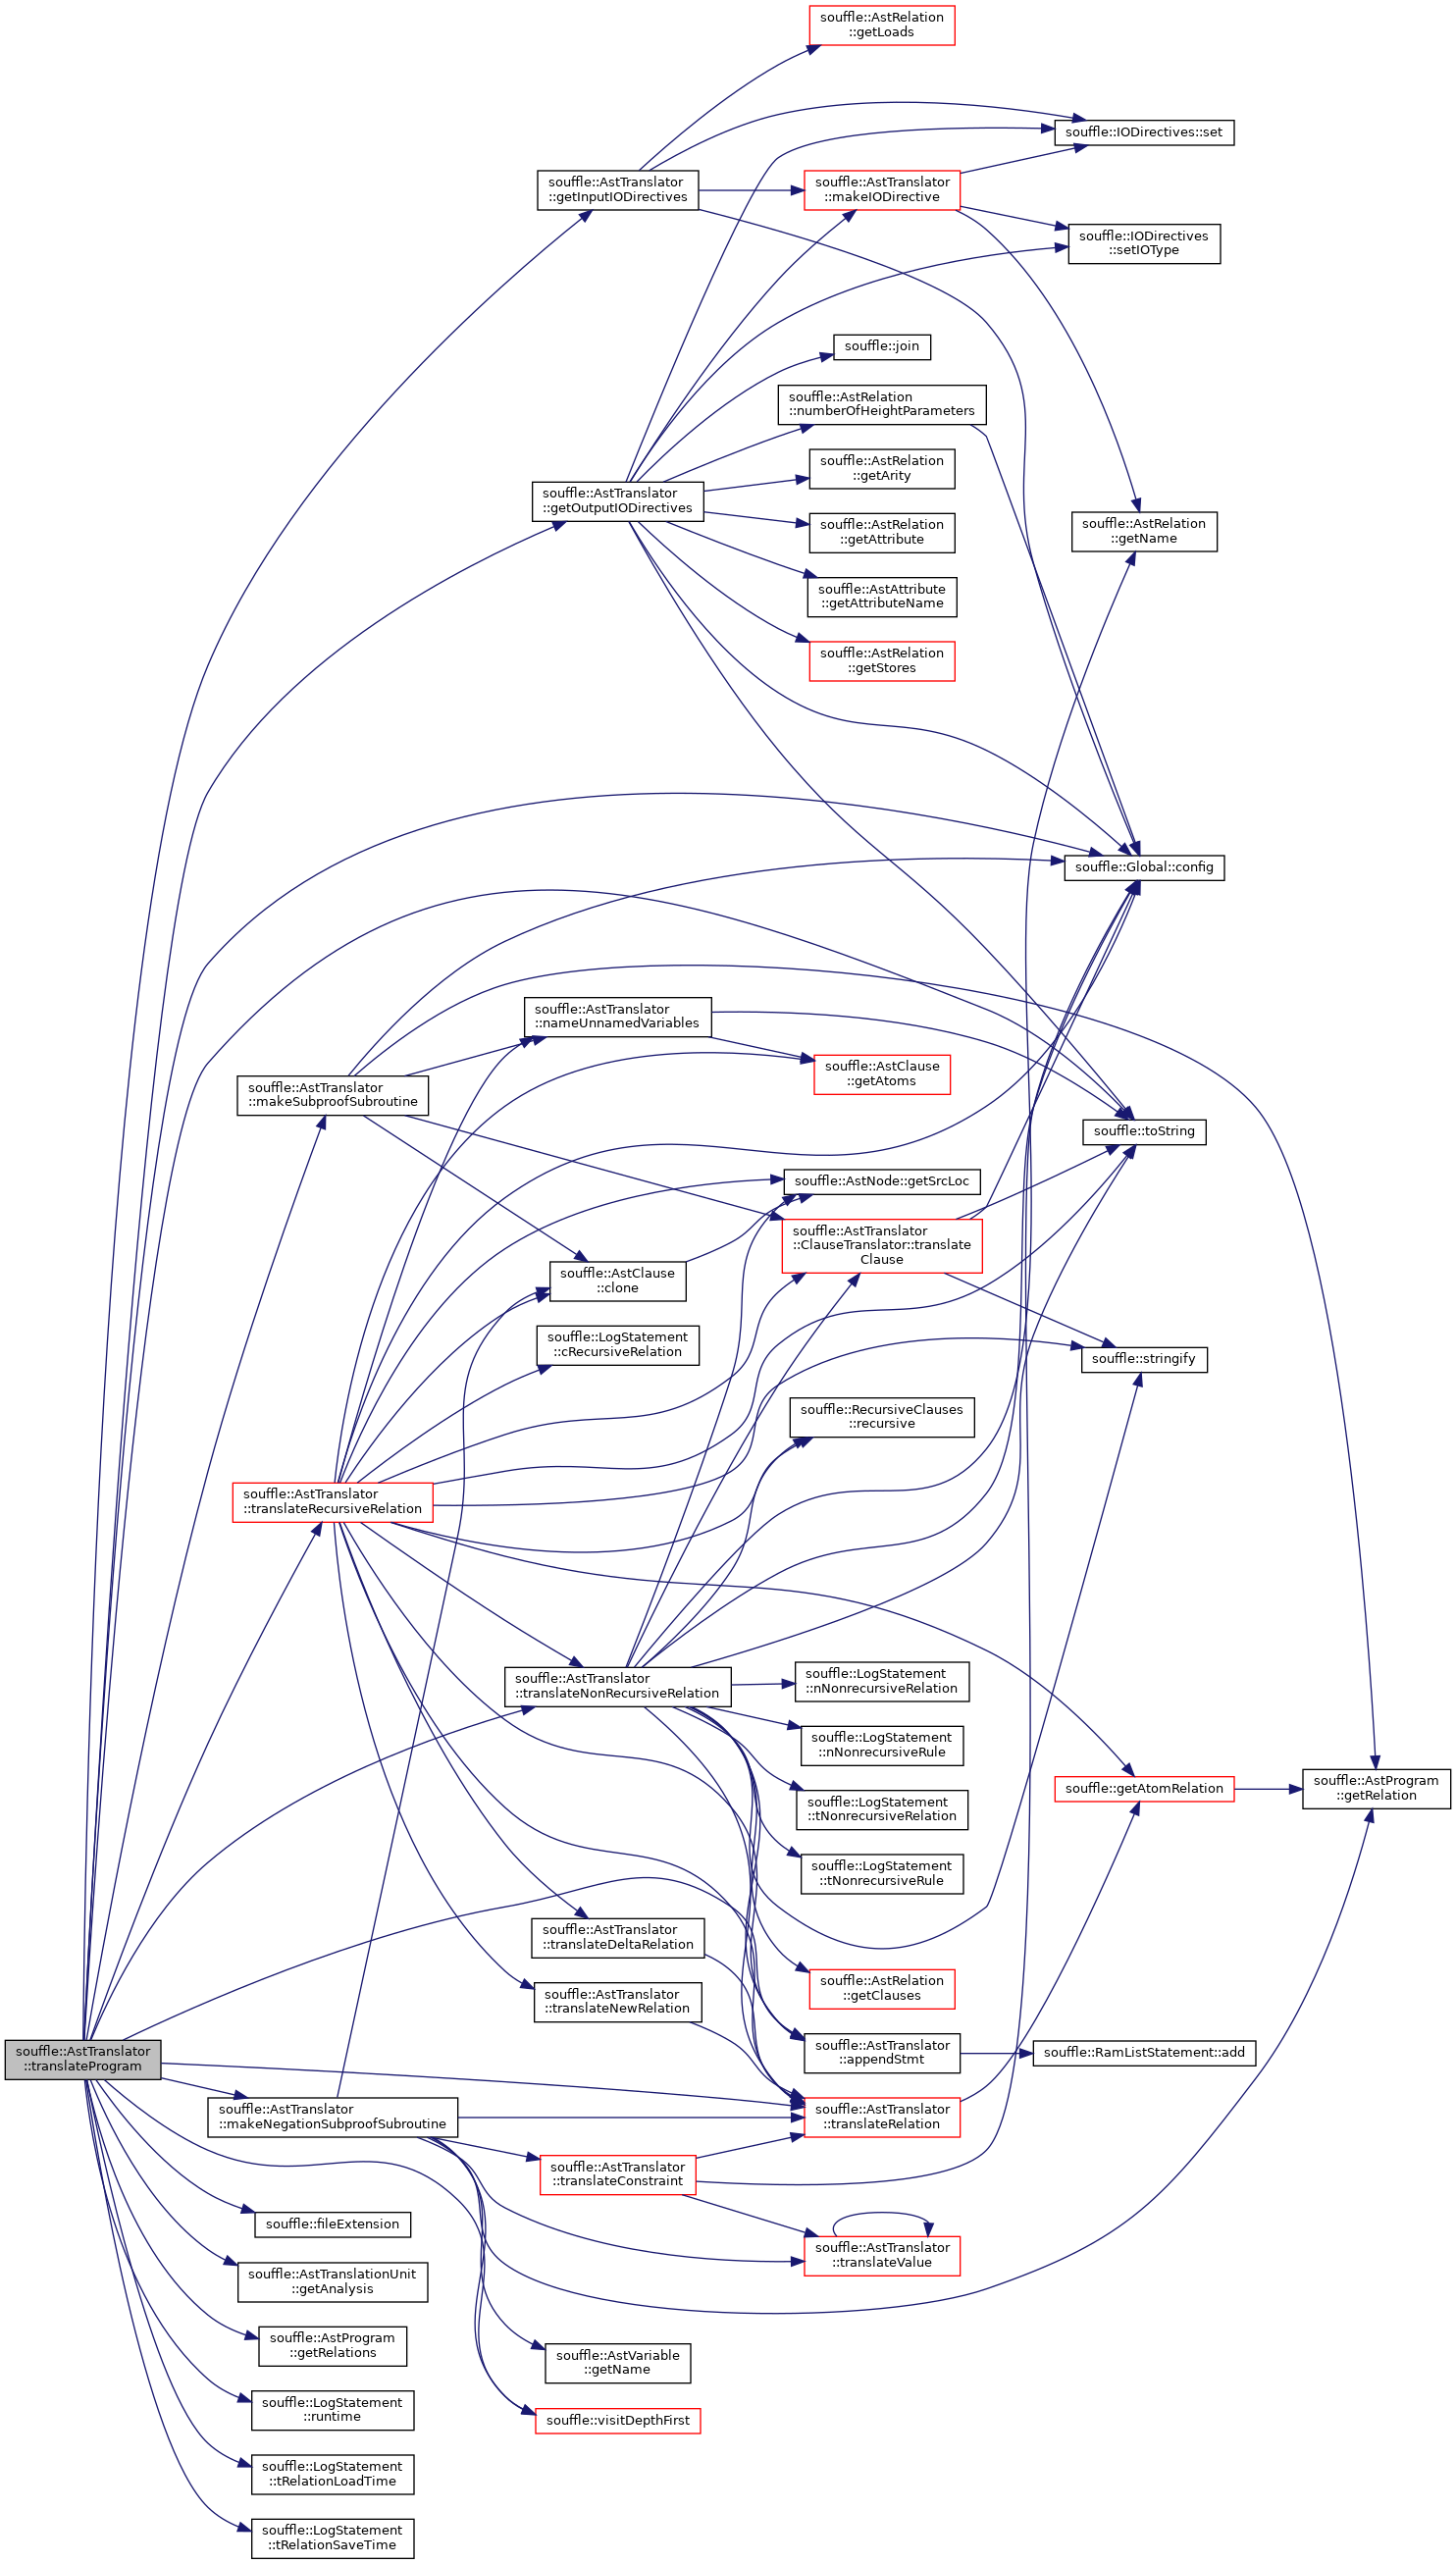 souffle::AstRelation
::getLoads
souffle::IODirectives::set
souffle::AstTranslator
::getInputIODirectives
souffle::AstTranslator
::makeIODirective
souffle::IODirectives
::setIOType
souffle::join
souffle::AstRelation
::numberOfHeightParameters
souffle::AstRelation
::getArity
souffle::AstTranslator
::getOutputIODirectives
souffle::AstRelation
::getAttribute
souffle::AstRelation
::getName
souffle::AstAttribute
::getAttributeName
souffle::AstRelation
::getStores
souffle::Global::config
souffle::AstTranslator
::nameUnnamedVariables
souffle::AstClause
::getAtoms
souffle::AstTranslator
::makeSubproofSubroutine
souffle::toString
souffle::AstNode::getSrcLoc
souffle::AstTranslator
::ClauseTranslator::translate
Clause
souffle::AstClause
::clone
souffle::LogStatement
::cRecursiveRelation
souffle::stringify
souffle::RecursiveClauses
::recursive
souffle::AstTranslator
::translateRecursiveRelation
souffle::AstTranslator
::translateNonRecursiveRelation
souffle::LogStatement
::nNonrecursiveRelation
souffle::LogStatement
::nNonrecursiveRule
souffle::LogStatement
::tNonrecursiveRelation
souffle::getAtomRelation
souffle::AstProgram
::getRelation
souffle::LogStatement
::tNonrecursiveRule
souffle::AstTranslator
::translateDeltaRelation
souffle::AstRelation
::getClauses
souffle::AstTranslator
::translateNewRelation
souffle::AstTranslator
::translateProgram
souffle::AstTranslator
::appendStmt
souffle::RamListStatement::add
souffle::AstTranslator
::makeNegationSubproofSubroutine
souffle::AstTranslator
::translateRelation
souffle::AstTranslator
::translateConstraint
souffle::fileExtension
souffle::AstTranslator
::translateValue
souffle::AstTranslationUnit
::getAnalysis
souffle::AstProgram
::getRelations
souffle::AstVariable
::getName
souffle::LogStatement
::runtime
souffle::visitDepthFirst
souffle::LogStatement
::tRelationLoadTime
souffle::LogStatement
::tRelationSaveTime